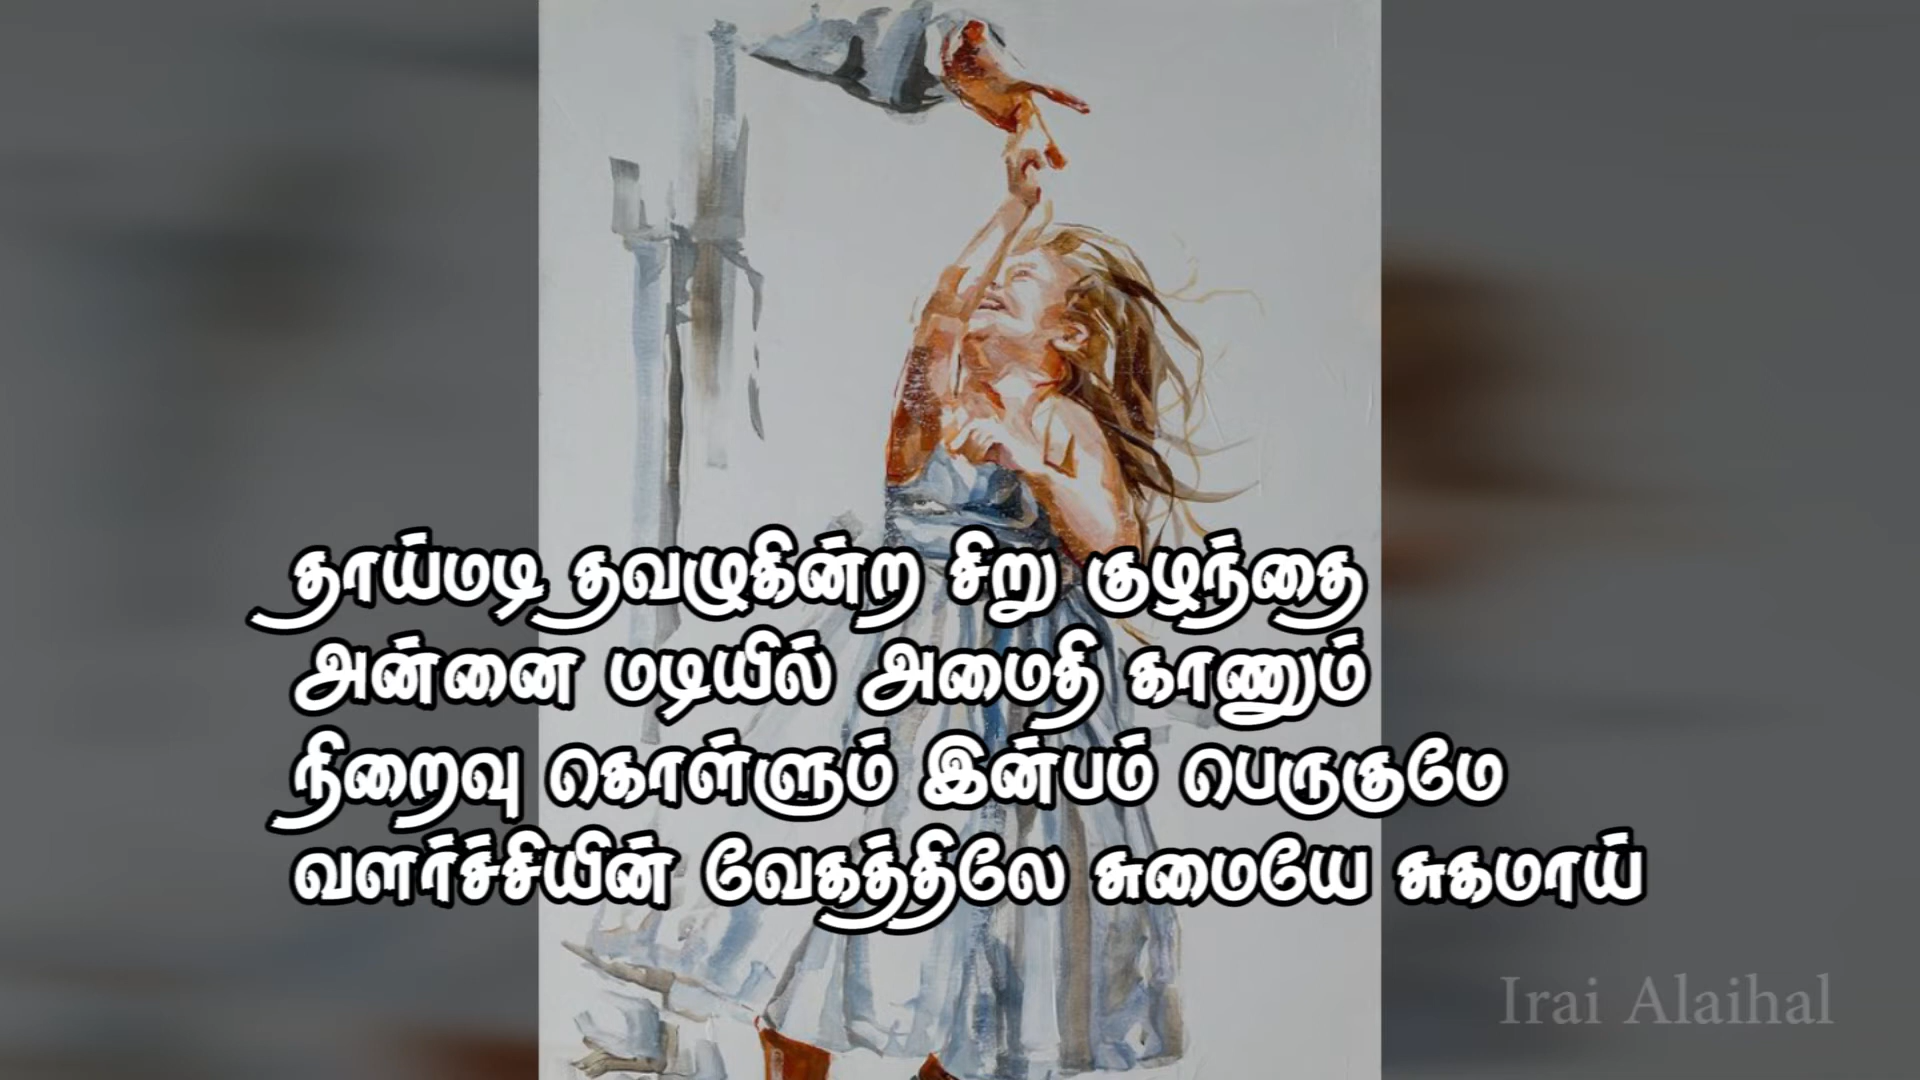 தாய்மடி தவழுகின்ற சிறு குழந்தை
அன்னை மடியில் அமைதி காணும்
நிறைவு கொள்ளும் இன்பம் பெருகுமே
வளர்ச்சியின் வேகத்திலே சுமையே சுகமாய்
Irai Alaihal